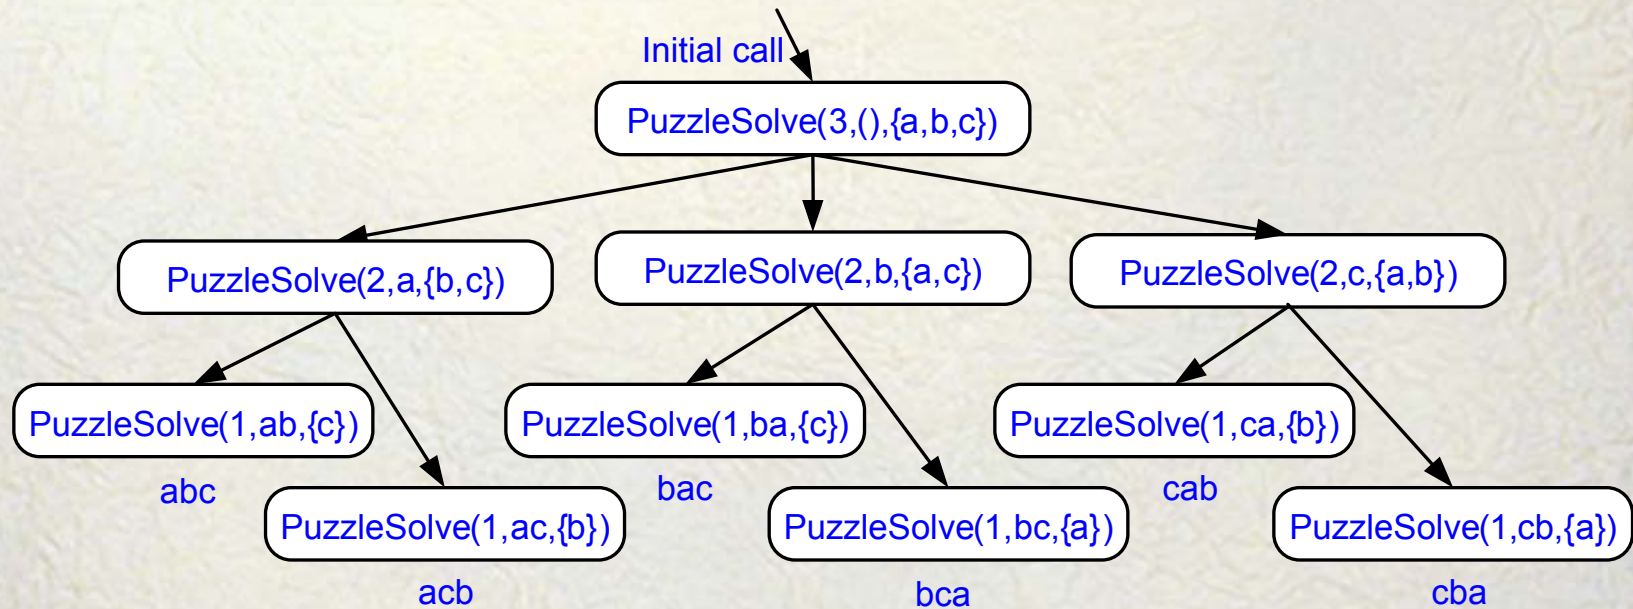 Initial call
PuzzleSolve(3,(),{a,b,c})
PuzzleSolve(2,a,{b,c})
PuzzleSolve(2,b,{a,c})
PuzzleSolve(2,c,{a,b})
PuzzleSolve(1,ab,{c})
PuzzleSolve(1,ba,{c})
PuzzleSolve(1,ca,{b})
abc
bac
cab
PuzzleSolve(1,ac,{b})
PuzzleSolve(1,bc,{a})
PuzzleSolve(1,cb,{a})
acb
bca
cba